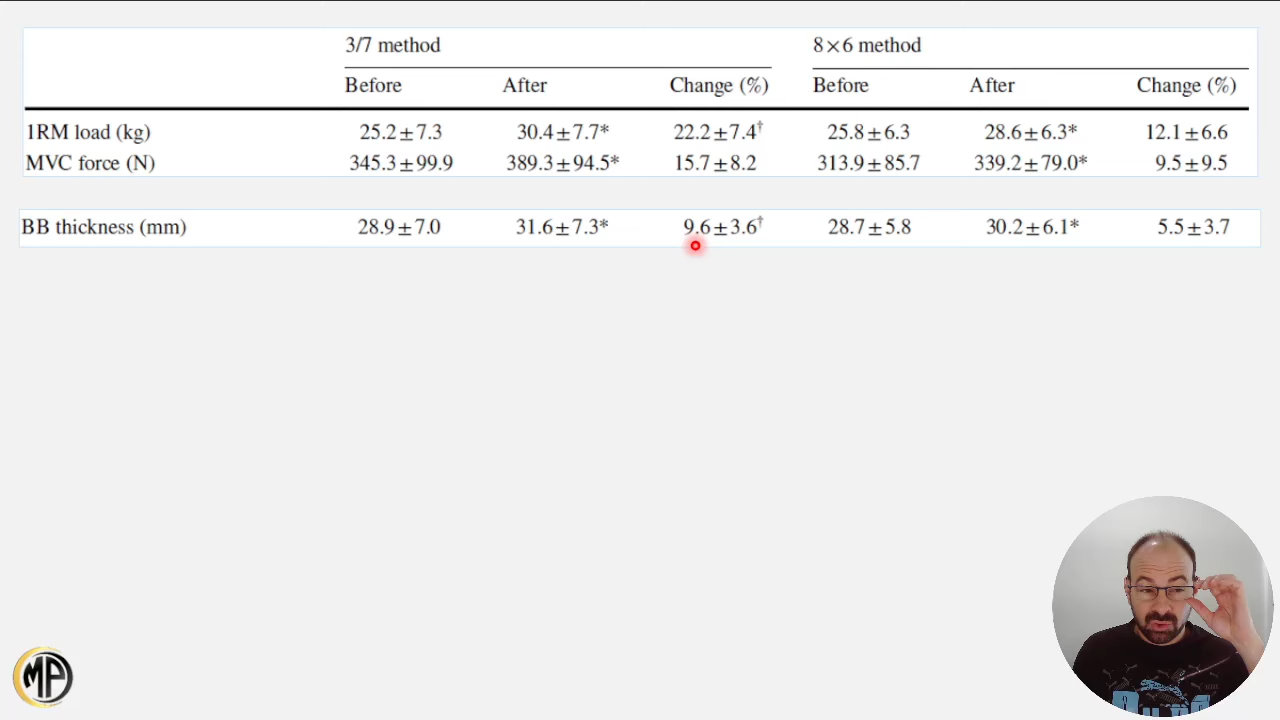 3/7 method 8×6 method
Before After Change (%) Before After Change (%)
1RM load (kg) 25.2±7.3 30.4±7.7* 22.2±7.4† 25.8±6.3 28.6±6.3* 12.1±6.6
MVC force (N) 345.3±99.9 389.3±94.5* 15.7±8.2 313.9±85.7 339.2±79.0* 9.5±9.5
BB thickness (mm) 28.9±7.0 31.6±7.3* 9.6±3.6† 28.7±5.8 30.2±6.1* 5.5±3.7
MP